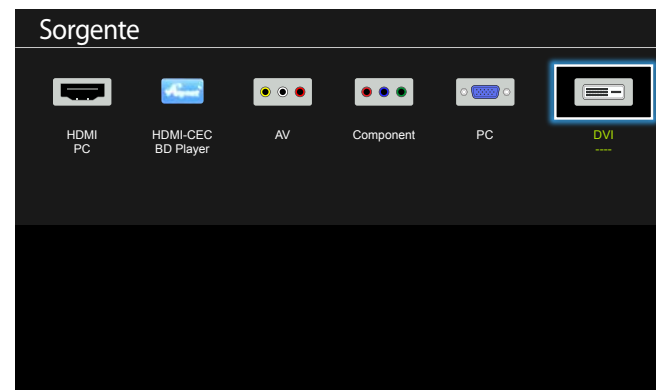 Sorgente
HDMI
PC
HDMI-CEC
BD Player
AV
Component
PC
DVI
----